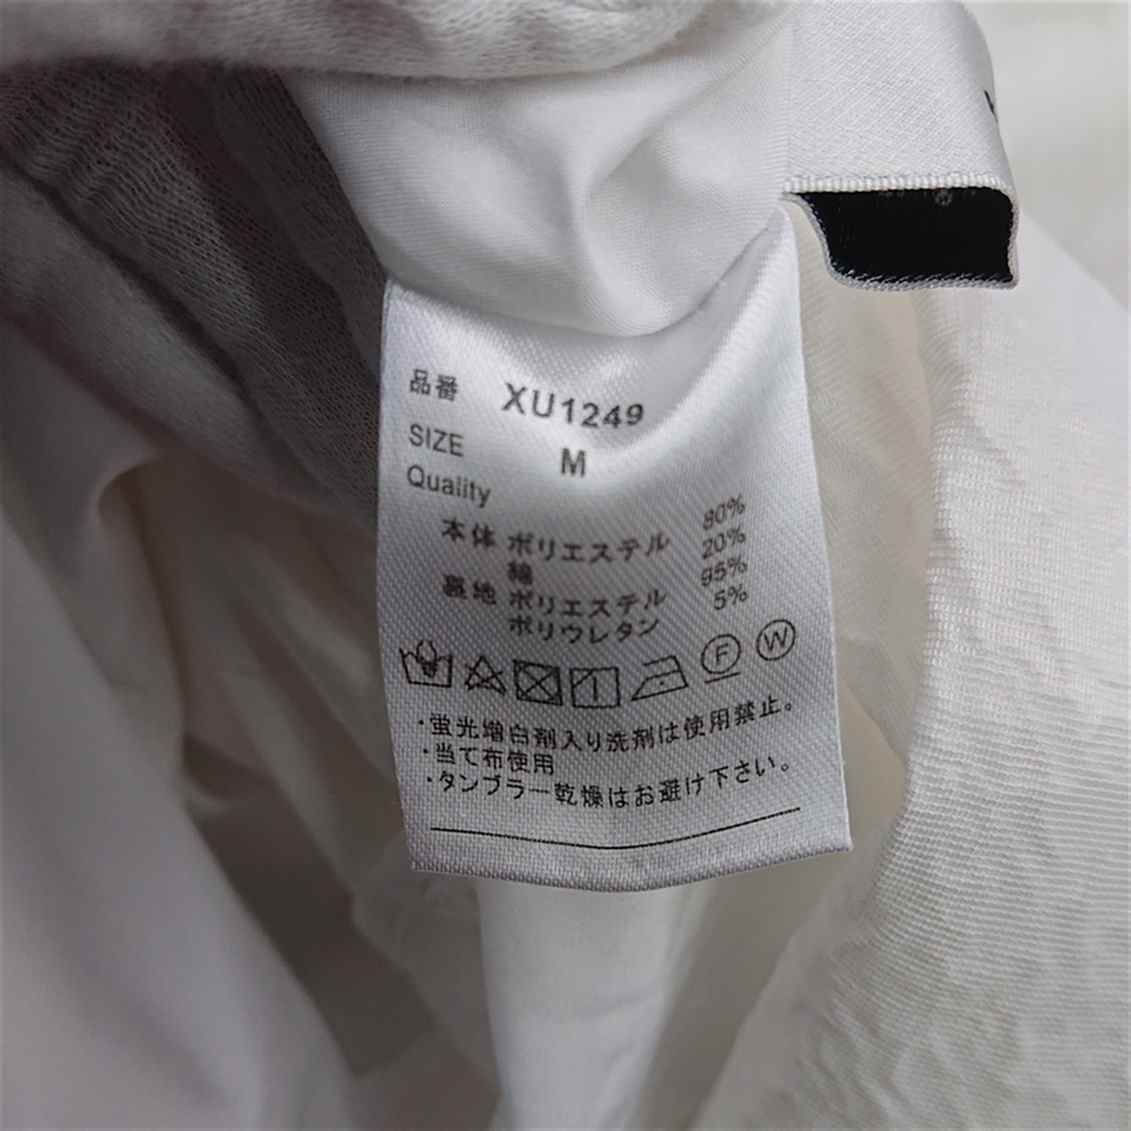 品番 XU1249
SIZE M
Quality
本体 ポリエステル 80%
綿 20%
裏地 ポリエステル 95%
ポリウレタン 5%
F W
・蛍光増白剤入り洗剤は使用禁止。
・当て布使用
・タンブラー乾燥はお避け下さい。